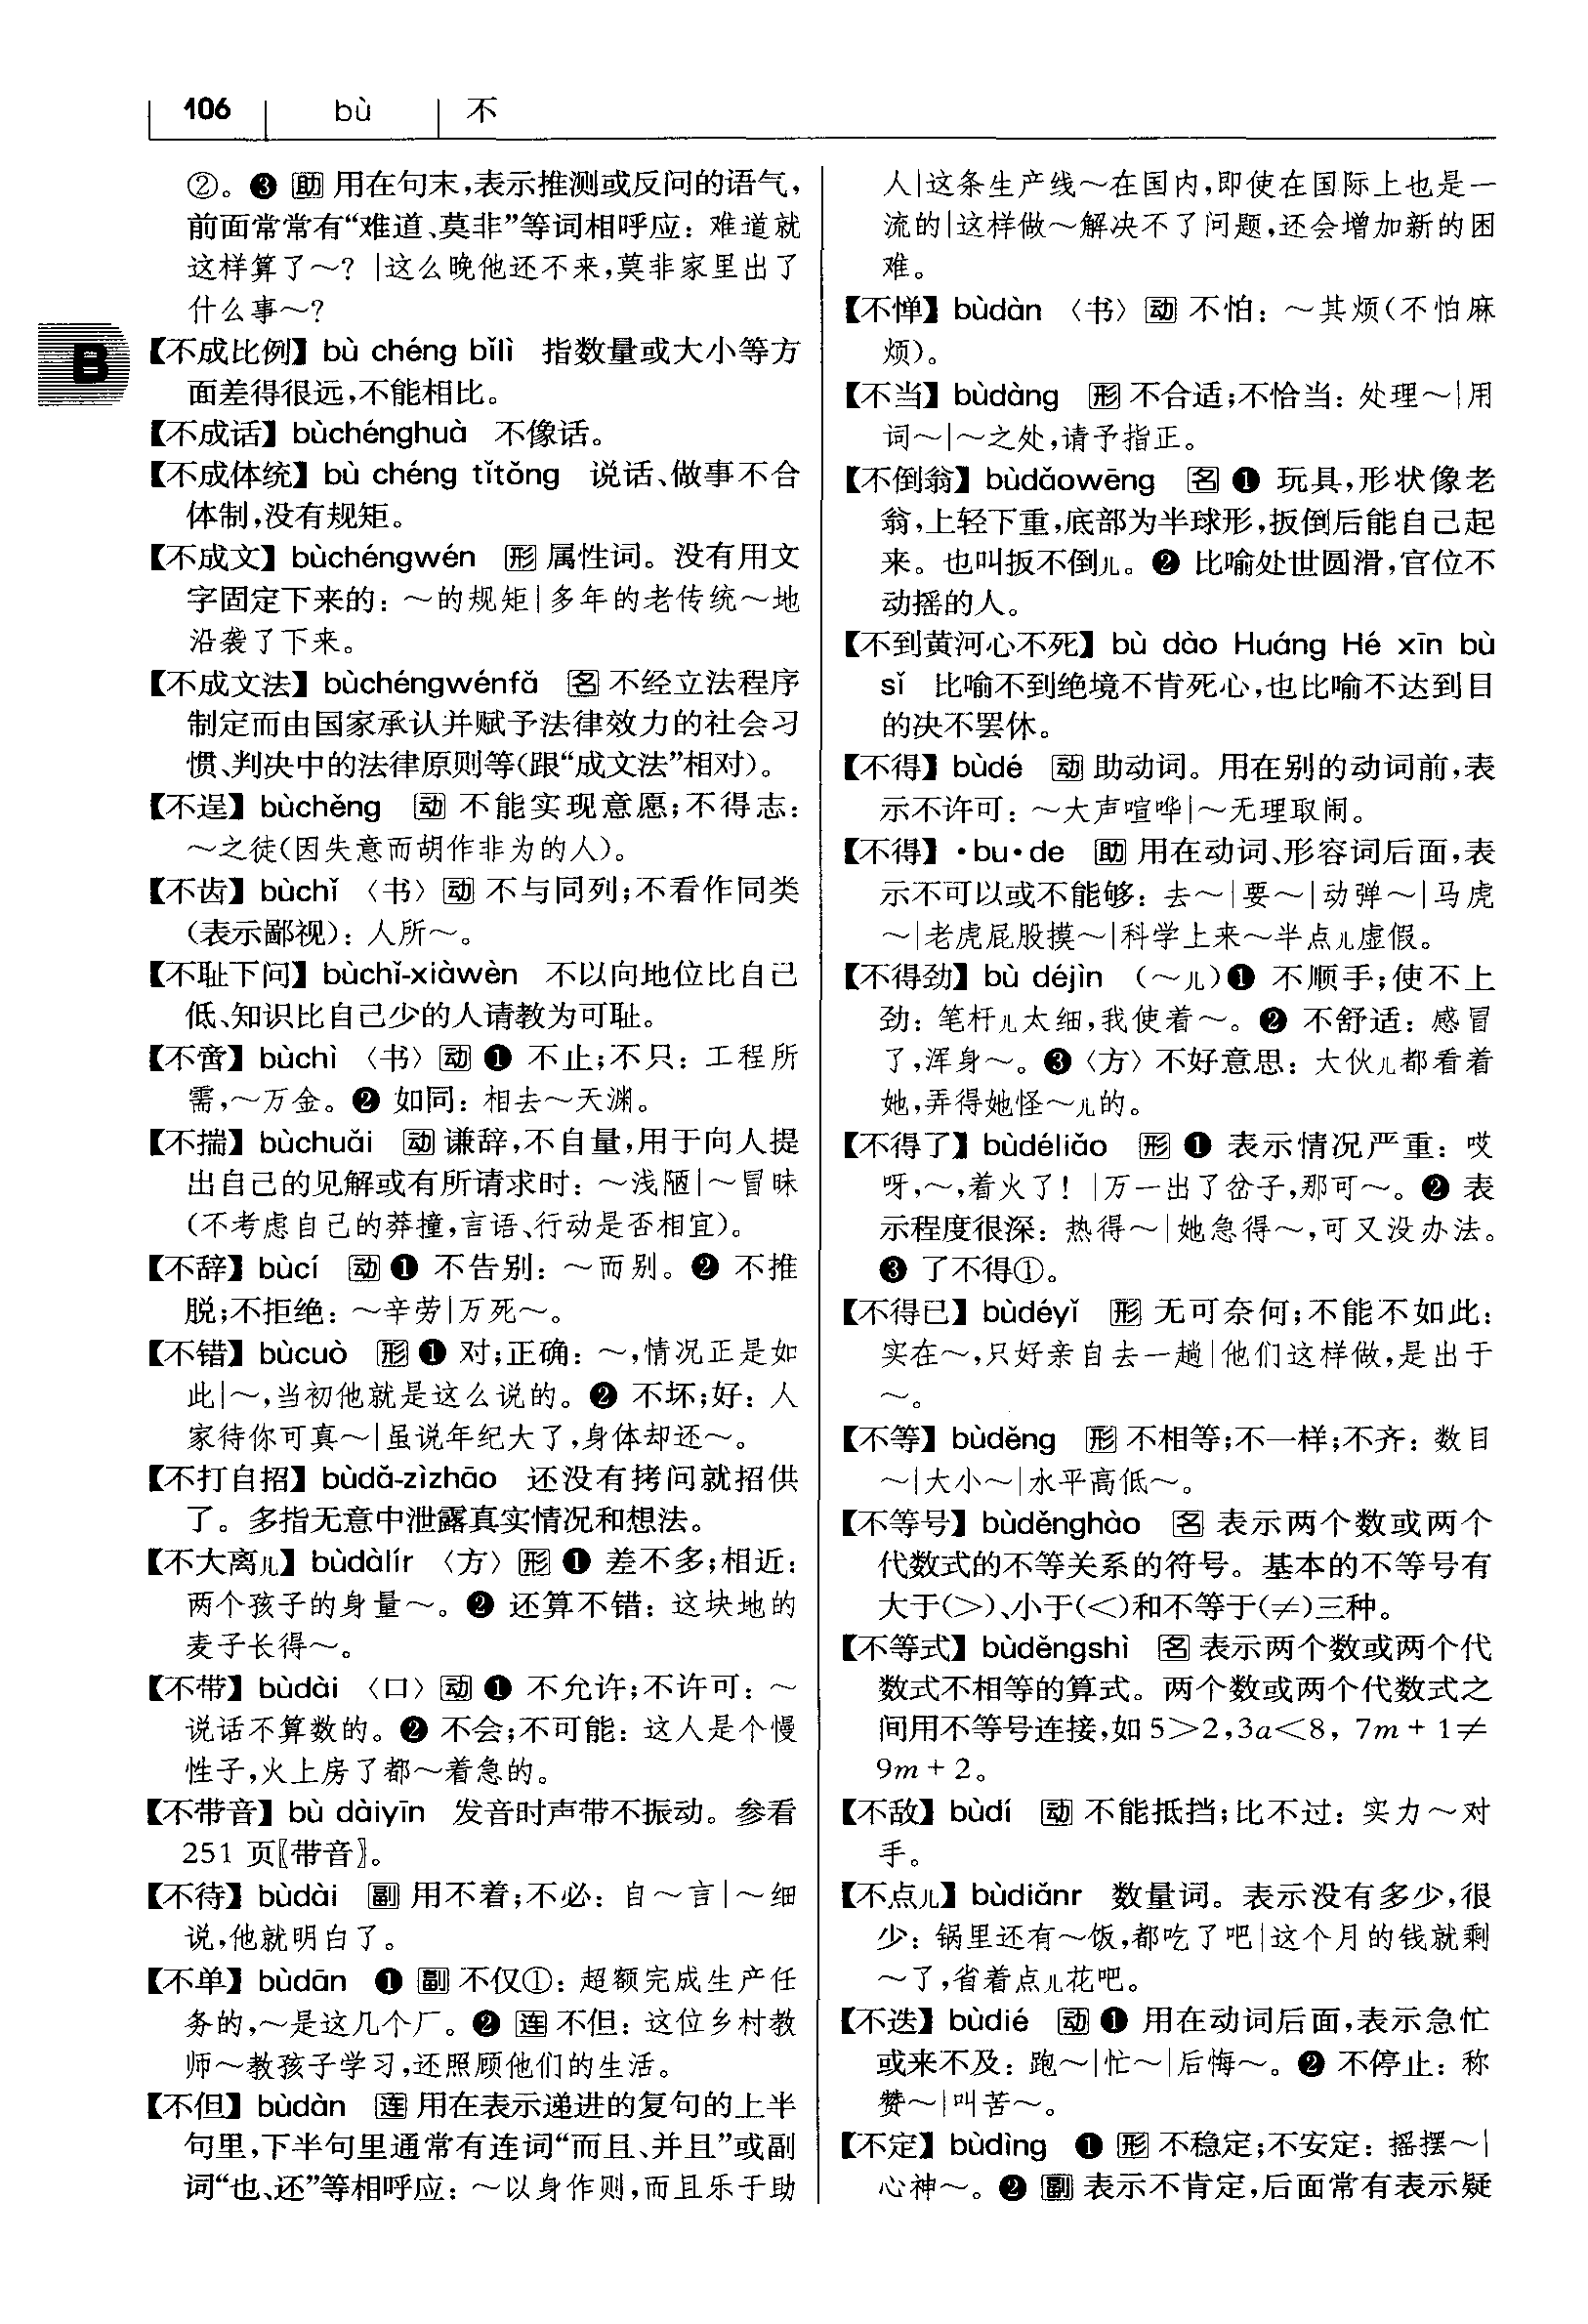 106 bù 不
②。❸ 助 用在句末,表示推测或反问的语气,
前面常常有“难道、莫非”等词相呼应：难道就
这样算了～? |这么晚他还不来,莫非家里出了
什么事～?
B
【不成比例】bù chéng bǐlì 指数量或大小等方
面差得很远,不能相比。
【不成话】bùchénghuà 不像话。
【不成体统】bù chéng tǐtǒng 说话、做事不合
体制,没有规矩。
【不成文】bùchéngwén 形 属性词。没有用文
字固定下来的：～的规矩|多年的老传统～地
沿袭了下来。
【不成文法】bùchéngwénfǎ 名 不经立法程序
制定而由国家承认并赋予法律效力的社会习
惯、判决中的法律原则等(跟“成文法”相对)。
【不逞】bùchěng 动 不能实现意愿;不得志：
～之徒(因失意而胡作非为的人)。
【不齿】bùchǐ 〈书〉动 不与同列;不看作同类
(表示鄙视)：人所～。
【不耻下问】bùchǐ-xiàwèn 不以向地位比自己
低、知识比自己少的人请教为可耻。
【不啻】bùchì 〈书〉动 ❶ 不止;不只：工程所
需,～万金。❷ 如同：相去～天渊。
【不揣】bùchuǎi 动 谦辞,不自量,用于向人提
出自己的见解或有所请求时：～浅陋|～冒昧
(不考虑自己的莽撞,言语、行动是否相宜)。
【不辞】bùcí 动 ❶ 不告别：～而别。❷ 不推
脱;不拒绝：～辛劳|万死～。
【不错】bùcuò 形 ❶ 对;正确：～,情况正是如
此|～,当初他就是这么说的。❷ 不坏;好：人
家待你可真～|虽说年纪大了,身体却还～。
【不打自招】bùdǎ-zìzhāo 还没有拷问就招供
了。多指无意中泄露真实情况和想法。
【不大离儿】bùdàlír 〈方〉形 ❶ 差不多;相近：
两个孩子的身量～。❷ 还算不错：这块地的
麦子长得～。
【不带】bùdài 〈口〉动 ❶ 不允许;不许可：～
说话不算数的。❷ 不会;不可能：这人是个慢
性子,火上房了都～着急的。
【不带音】bù dàiyīn 发音时声带不振动。参看
251 页〖带音〗。
【不待】bùdài 副 用不着;不必：自～言|～细
说,他就明白了。
【不单】bùdān ❶ 副 不仅①：超额完成生产任
务的,～是这几个厂。❷ 连 不但：这位乡村教
师～教孩子学习,还照顾他们的生活。
【不但】bùdàn 连 用在表示递进的复句的上半
句里,下半句里通常有连词“而且、并且”或副
词“也、还”等相呼应：～以身作则,而且乐于助
人|这条生产线～在国内,即使在国际上也是一
流的|这样做～解决不了问题,还会增加新的困
难。
【不惮】bùdàn 〈书〉动 不怕：～其烦(不怕麻
烦)。
【不当】bùdàng 形 不合适;不恰当：处理～|用
词～|～之处,请予指正。
【不倒翁】bùdǎowēng 名 ❶ 玩具,形状像老
翁,上轻下重,底部为半球形,扳倒后能自己起
来。也叫扳不倒儿。❷ 比喻处世圆滑,官位不
动摇的人。
【不到黄河心不死】bù dào Huáng Hé xīn bù
sǐ 比喻不到绝境不肯死心,也比喻不达到目
的决不罢休。
【不得】bùdé 动 助动词。用在别的动词前,表
示不许可：～大声喧哗|～无理取闹。
【不得】·bu·de 助 用在动词、形容词后面,表
示不可以或不能够：去～|要～|动弹～|马虎
～|老虎屁股摸～|科学上来～半点儿虚假。
【不得劲】bù déjìn (～儿)❶ 不顺手;使不上
劲：笔杆儿太细,我使着～。❷ 不舒适：感冒
了,浑身～。❸〈方〉不好意思：大伙儿都看着
她,弄得她怪～儿的。
【不得了】bùdéliǎo 形 ❶ 表示情况严重：哎
呀,～,着火了! |万一出了岔子,那可～。❷ 表
示程度很深：热得～|她急得～,可又没办法。
❸ 了不得①。
【不得已】bùdéyǐ 形 无可奈何;不能不如此：
实在～,只好亲自去一趟|他们这样做,是出于
～。
【不等】bùděng 形 不相等;不一样;不齐：数目
～|大小～|水平高低～。
【不等号】bùděnghào 名 表示两个数或两个
代数式的不等关系的符号。基本的不等号有
大于(＞)、小于(＜)和不等于(≠)三种。
【不等式】bùděngshì 名 表示两个数或两个代
数式不相等的算式。两个数或两个代数式之
间用不等号连接,如 5＞2,3a＜8, 7m + 1≠
9m + 2。
【不敌】bùdí 动 不能抵挡;比不过：实力～对
手。
【不点儿】bùdiǎnr 数量词。表示没有多少,很
少：锅里还有～饭,都吃了吧|这个月的钱就剩
～了,省着点儿花吧。
【不迭】bùdié 动 ❶ 用在动词后面,表示急忙
或来不及：跑～|忙～|后悔～。❷ 不停止：称
赞～|叫苦～。
【不定】bùdìng ❶ 形 不稳定;不安定：摇摆～|
心神～。❷ 副 表示不肯定,后面常有表示疑